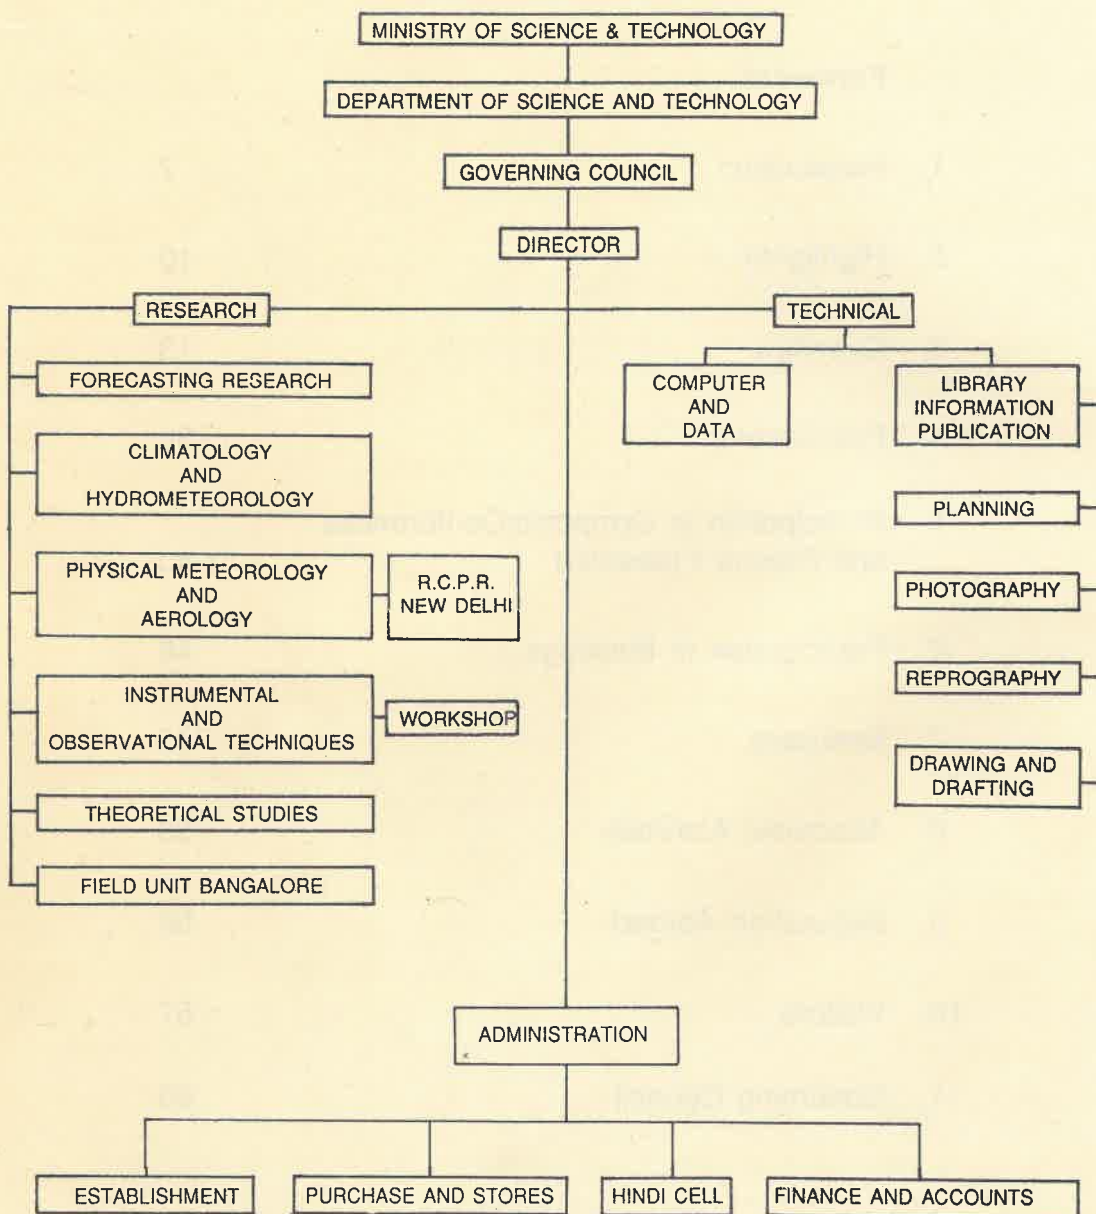 MINISTRY OF SCIENCE & TECHNOLOGY
DEPARTMENT OF SCIENCE AND TECHNOLOGY
GOVERNING COUNCIL
DIRECTOR
RESEARCH
TECHNICAL
FORECASTING RESEARCH
CLIMATOLOGY
AND
HYDROMETEOROLOGY
PHYSICAL METEOROLOGY
AND
AEROLOGY
R.C.P.R.
NEW DELHI
INSTRUMENTAL
AND
OBSERVATIONAL TECHNIQUES
WORKSHOP
THEORETICAL STUDIES
FIELD UNIT BANGALORE
COMPUTER
AND
DATA
LIBRARY
INFORMATION
PUBLICATION
PLANNING
PHOTOGRAPHY
REPROGRAPHY
DRAWING AND
DRAFTING
ADMINISTRATION
ESTABLISHMENT
PURCHASE AND STORES
HINDI CELL
FINANCE AND ACCOUNTS